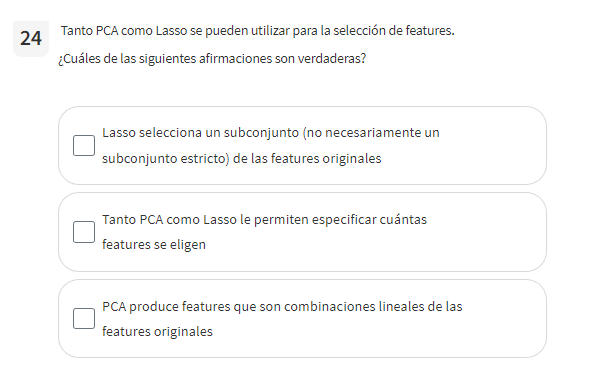 24
Tanto PCA como Lasso se pueden utilizar para la selección de features.
¿Cuáles de las siguientes afirmaciones son verdaderas?
Lasso selecciona un subconjunto (no necesariamente un
subconjunto estricto) de las features originales
Tanto PCA como Lasso le permiten especificar cuántas
features se eligen
PCA produce features que son combinaciones lineales de las
features originales